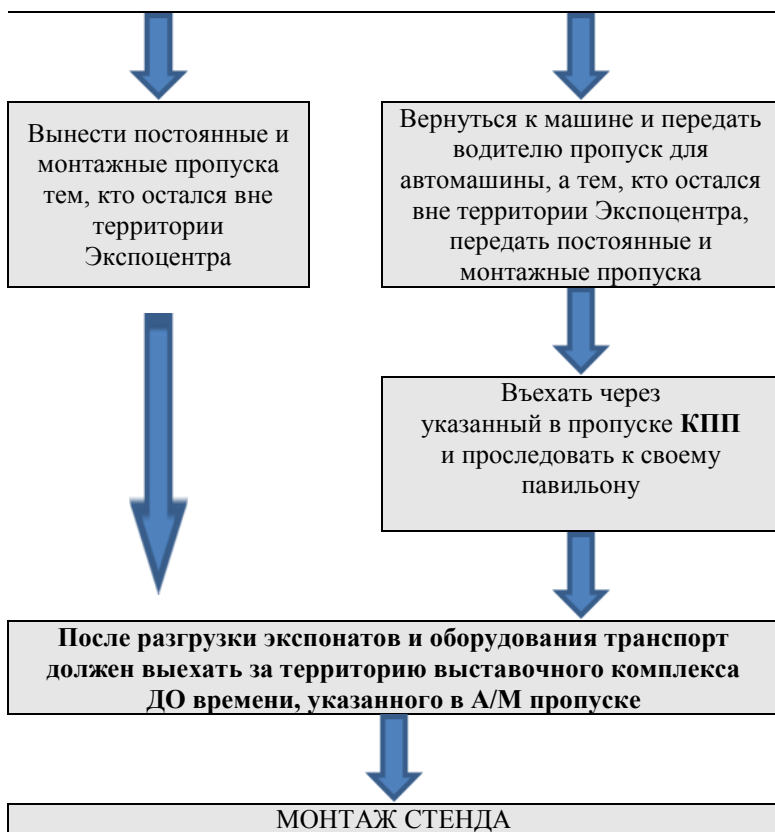 Вынести постоянные и
монтажные пропуска
тем, кто остался вне
территории
Экспоцентра
Вернуться к машине и передать
водителю пропуск для
автомашины, а тем, кто остался
вне территории Экспоцентра,
передать постоянные и
монтажные пропуска
Въехать через
указанный в пропуске КПП
и проследовать к своему
павильону
После разгрузки экспонатов и оборудования транспорт
должен выехать за территорию выставочного комплекса
ДО времени, указанного в А/М пропуске
МОНТАЖ СТЕНДА